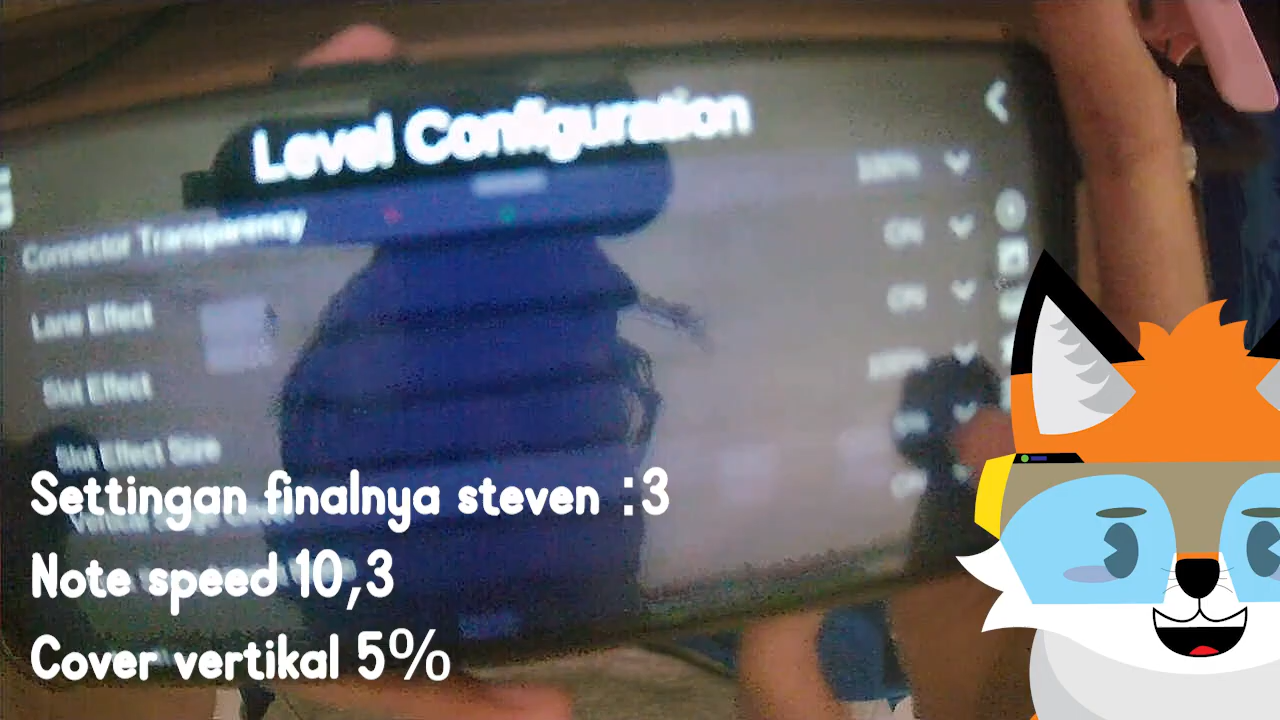 Level Configuration
Connector Transparency
100%
Lane Effect
ON
Slot Effect
ON
Slot Effect Size
100%
Settingan finalnya steven :3
Note speed 10,3
Cover vertikal 5%